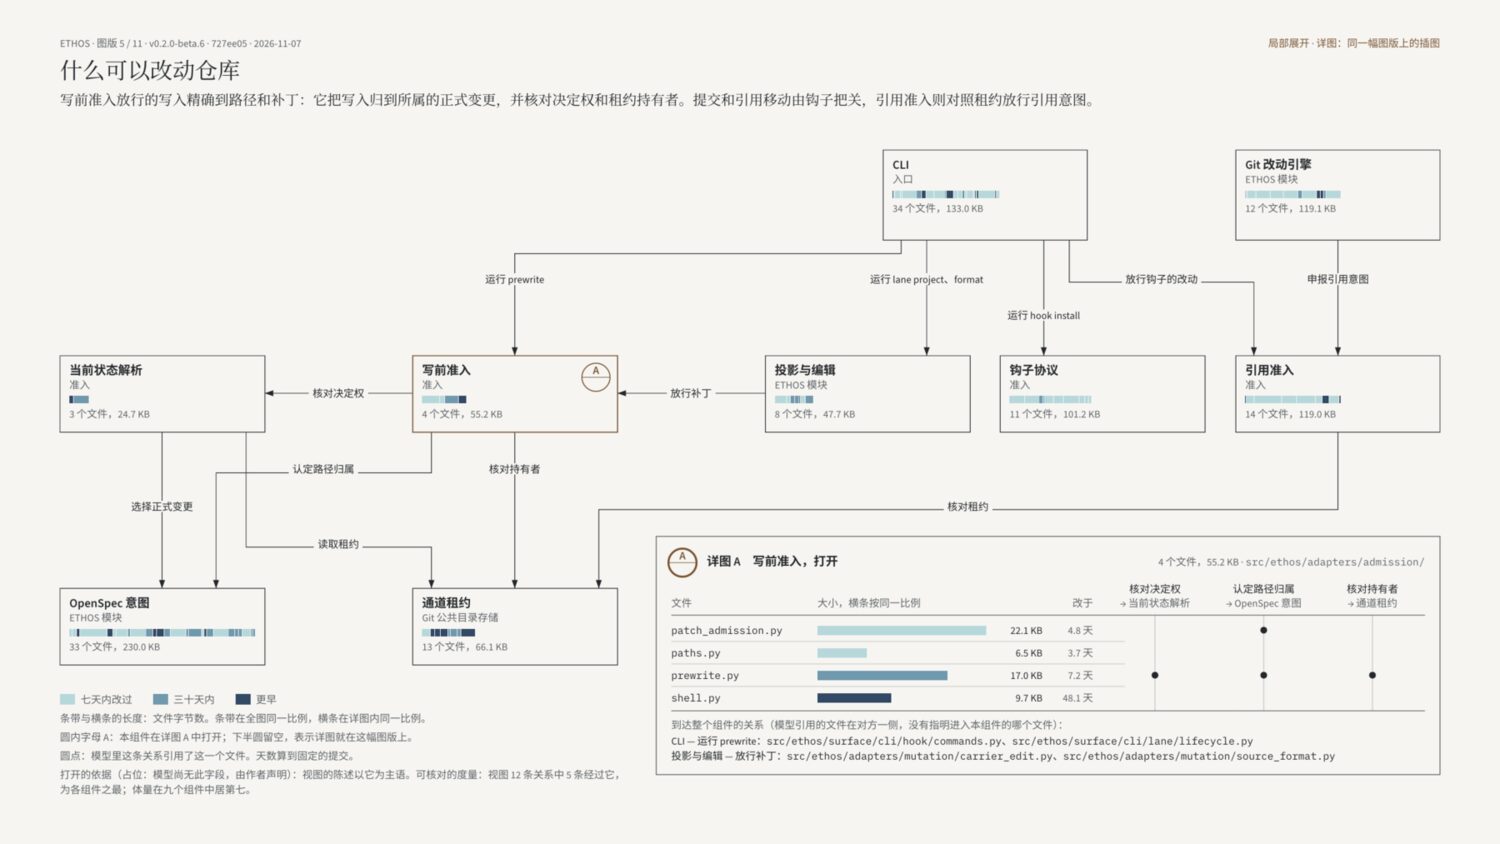 ETHOS · 图版 5 / 11 · v0.2.0-beta.6 · 727ee05 · 2026-11-07
局部展开 · 详图：同一幅图版上的插图
什么可以改动仓库
写前准入放行的写入精确到路径和补丁：它把写入归到所属的正式变更，并核对决定权和租约持有者。提交和引用移动由钩子把关，引用准入则对照租约放行引用意图。
CLI
入口
34 个文件，133.0 KB
Git 改动引擎
ETHOS 模块
12 个文件，119.1 KB
运行 prewrite
运行 lane project、format
放行钩子的改动
申报引用意图
运行 hook install
当前状态解析
准入
3 个文件，24.7 KB
核对决定权
写前准入
准入
4 个文件，55.2 KB
A
放行补丁
投影与编辑
ETHOS 模块
8 个文件，47.7 KB
钩子协议
准入
11 个文件，101.2 KB
引用准入
准入
14 个文件，119.0 KB
认定路径归属
核对持有者
选择正式变更
核对租约
读取租约
OpenSpec 意图
ETHOS 模块
33 个文件，230.0 KB
通道租约
Git 公共目录存储
13 个文件，66.1 KB
A
详图 A 写前准入，打开
4 个文件，55.2 KB · src/ethos/adapters/admission/
文件
大小，横条按同一比例
改于
核对决定权
→ 当前状态解析
认定路径归属
→ OpenSpec 意图
核对持有者
→ 通道租约
patch_admission.py 22.1 KB 4.8 天
paths.py 6.5 KB 3.7 天
prewrite.py 17.0 KB 7.2 天
shell.py 9.7 KB 48.1 天
到达整个组件的关系（模型引用的文件在对方一侧，没有指明进入本组件的哪个文件）：
CLI — 运行 prewrite：src/ethos/surface/cli/hook/commands.py、src/ethos/surface/cli/lane/lifecycle.py
投影与编辑 — 放行补丁：src/ethos/adapters/mutation/carrier_edit.py、src/ethos/adapters/mutation/source_format.py
七天内改过 三十天内 更早
条带与横条的长度：文件字节数。条带在全图同一比例，横条在详图内同一比例。
圆内字母 A：本组件在详图 A 中打开；下半圆留空，表示详图就在这幅图版上。
圆点：模型里这条关系引用了这一个文件。天数算到固定的提交。
打开的依据（占位：模型尚无此字段，由作者声明）：视图的陈述以它为主语。可核对的度量：视图 12 条关系中 5 条经过它，
为各组件之最；体量在九个组件中居第七。